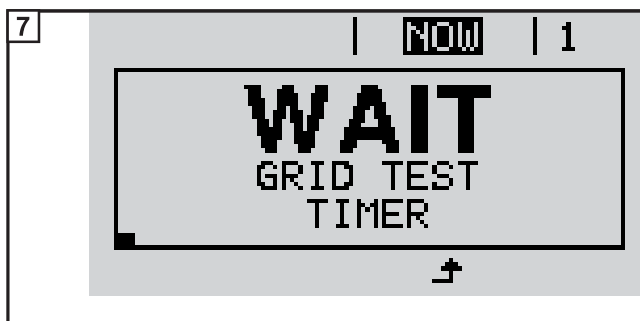 7
| NOW | 1
WAIT
GRID TEST
TIMER